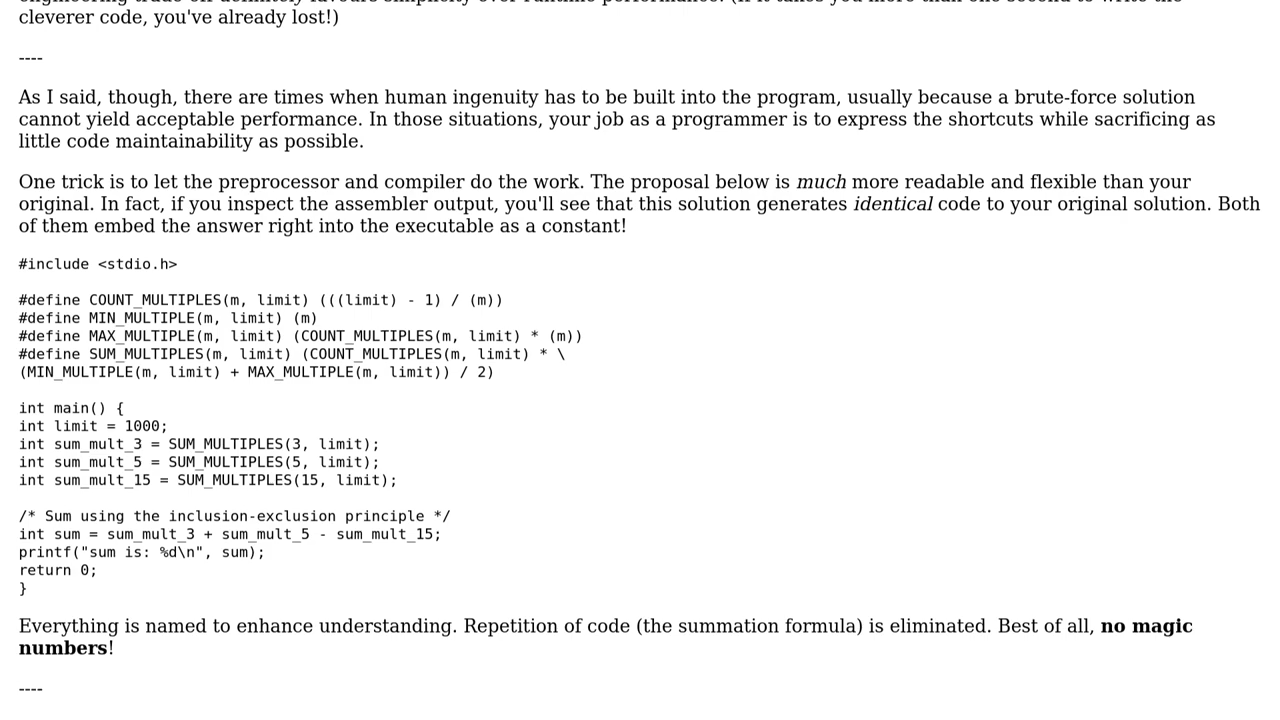 cleverer code, you've already lost!)
----
As I said, though, there are times when human ingenuity has to be built into the program, usually because a brute-force solution
cannot yield acceptable performance. In those situations, your job as a programmer is to express the shortcuts while sacrificing as
little code maintainability as possible.
One trick is to let the preprocessor and compiler do the work. The proposal below is much more readable and flexible than your
original. In fact, if you inspect the assembler output, you'll see that this solution generates identical code to your original solution. Both
of them embed the answer right into the executable as a constant!
#include <stdio.h>
#define COUNT_MULTIPLES(m, limit) (((limit) - 1) / (m))
#define MIN_MULTIPLE(m, limit) (m)
#define MAX_MULTIPLE(m, limit) (COUNT_MULTIPLES(m, limit) * (m))
#define SUM_MULTIPLES(m, limit) (COUNT_MULTIPLES(m, limit) * \
(MIN_MULTIPLE(m, limit) + MAX_MULTIPLE(m, limit)) / 2)
int main() {
int limit = 1000;
int sum_mult_3 = SUM_MULTIPLES(3, limit);
int sum_mult_5 = SUM_MULTIPLES(5, limit);
int sum_mult_15 = SUM_MULTIPLES(15, limit);
/* Sum using the inclusion-exclusion principle */
int sum = sum_mult_3 + sum_mult_5 - sum_mult_15;
printf("sum is: %d\n", sum);
return 0;
}
Everything is named to enhance understanding. Repetition of code (the summation formula) is eliminated. Best of all, no magic
numbers!
----